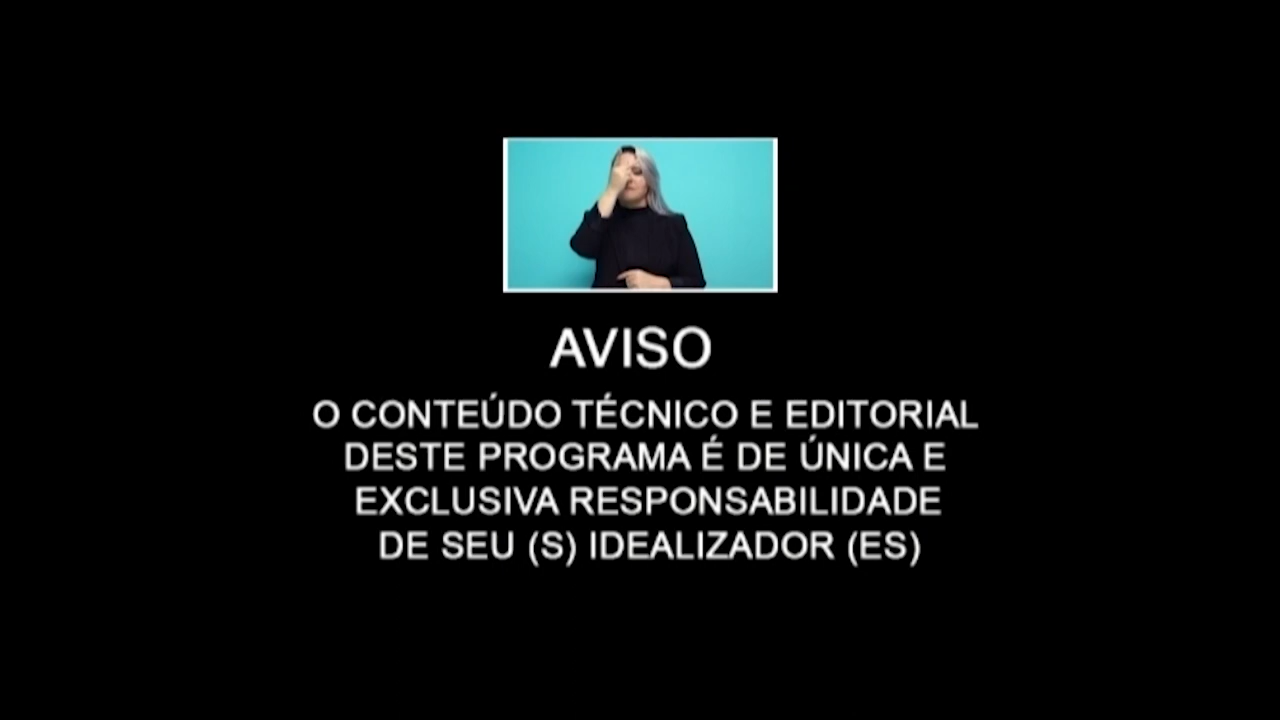 AVISO
O CONTEÚDO TÉCNICO E EDITORIAL
DESTE PROGRAMA É DE ÚNICA E
EXCLUSIVA RESPONSABILIDADE
DE SEU (S) IDEALIZADOR (ES)